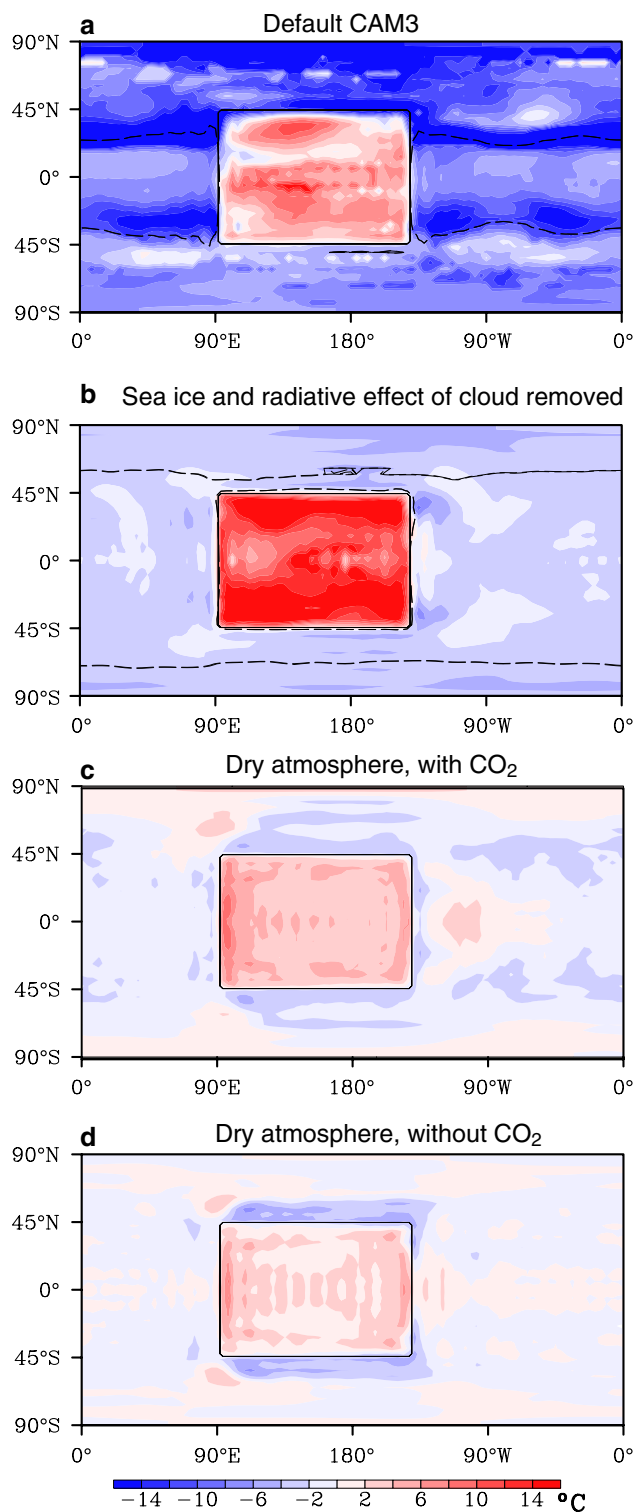 a Default CAM3
90°N
45°N
0°
45°S
90°S
0° 90°E 180° 90°W 0°
b Sea ice and radiative effect of cloud removed
90°N
45°N
0°
45°S
90°S
0° 90°E 180° 90°W 0°
c Dry atmosphere, with CO₂
90°N
45°N
0°
45°S
90°S
0° 90°E 180° 90°W 0°
d Dry atmosphere, without CO₂
90°N
45°N
0°
45°S
90°S
0° 90°E 180° 90°W 0°
−14 −10 −6 −2 2 6 10 14 °C